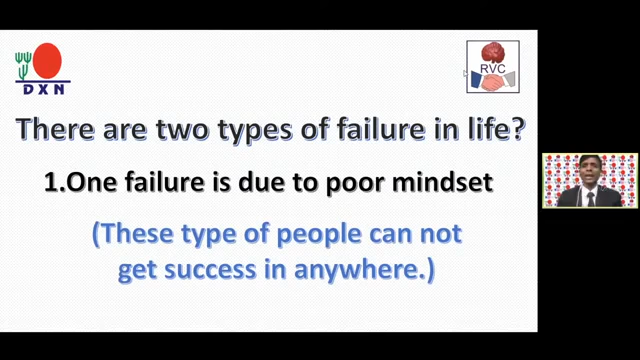 DXN
RVC
There are two types of failure in life?
1.One failure is due to poor mindset
(These type of people can not
get success in anywhere.)